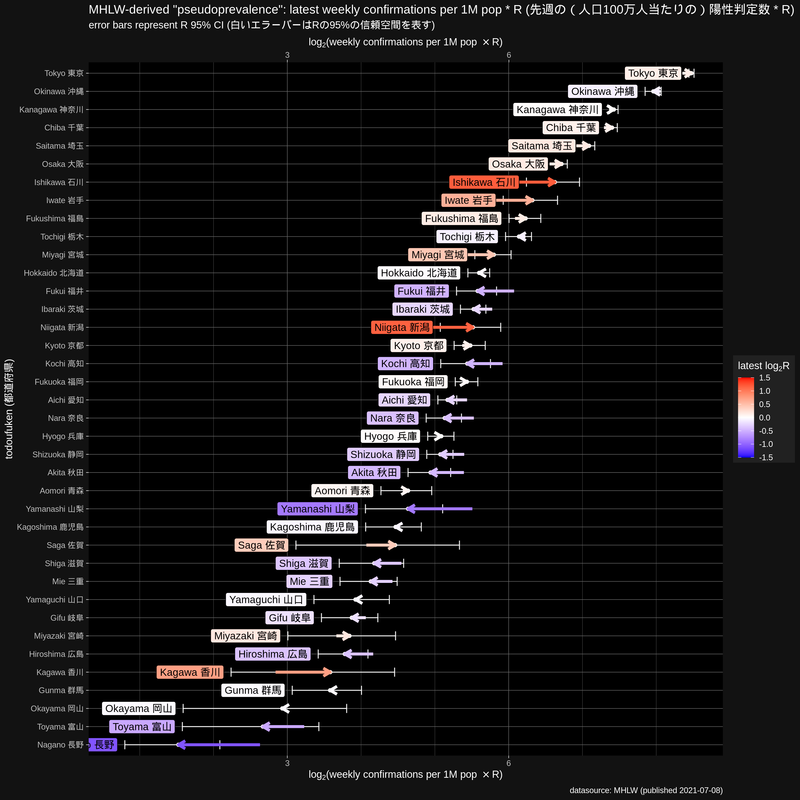 MHLW-derived "pseudoprevalence": latest weekly confirmations per 1M pop * R (先週の ( 人口100万人当たりの ) 陽性判定数 * R)
error bars represent R 95% CI (白いエラーバーはRの95%の信頼空間を表す)
log2(weekly confirmations per 1M pop × R)
3 6
Tokyo 東京 Tokyo 東京
Okinawa 沖縄 Okinawa 沖縄
Kanagawa 神奈川 Kanagawa 神奈川
Chiba 千葉 Chiba 千葉
Saitama 埼玉 Saitama 埼玉
Osaka 大阪 Osaka 大阪
Ishikawa 石川 Ishikawa 石川
Iwate 岩手 Iwate 岩手
Fukushima 福島 Fukushima 福島
Tochigi 栃木 Tochigi 栃木
Miyagi 宮城 Miyagi 宮城
Hokkaido 北海道 Hokkaido 北海道
Fukui 福井 Fukui 福井
Ibaraki 茨城 Ibaraki 茨城
Niigata 新潟 Niigata 新潟
Kyoto 京都 Kyoto 京都
Kochi 高知 Kochi 高知
Fukuoka 福岡 Fukuoka 福岡
Aichi 愛知 Aichi 愛知
Nara 奈良 Nara 奈良
Hyogo 兵庫 Hyogo 兵庫
Shizuoka 静岡 Shizuoka 静岡
Akita 秋田 Akita 秋田
Aomori 青森 Aomori 青森
Yamanashi 山梨 Yamanashi 山梨
Kagoshima 鹿児島 Kagoshima 鹿児島
Saga 佐賀 Saga 佐賀
Shiga 滋賀 Shiga 滋賀
Mie 三重 Mie 三重
Yamaguchi 山口 Yamaguchi 山口
Gifu 岐阜 Gifu 岐阜
Miyazaki 宮崎 Miyazaki 宮崎
Hiroshima 広島 Hiroshima 広島
Kagawa 香川 Kagawa 香川
Gunma 群馬 Gunma 群馬
Okayama 岡山 Okayama 岡山
Toyama 富山 Toyama 富山
Nagano 長野 長野
3 6
log2(weekly confirmations per 1M pop × R)
todoufuken (都道府県)
latest log2R
1.5
1.0
0.5
0.0
-0.5
-1.0
-1.5
datasource: MHLW (published 2021-07-08)